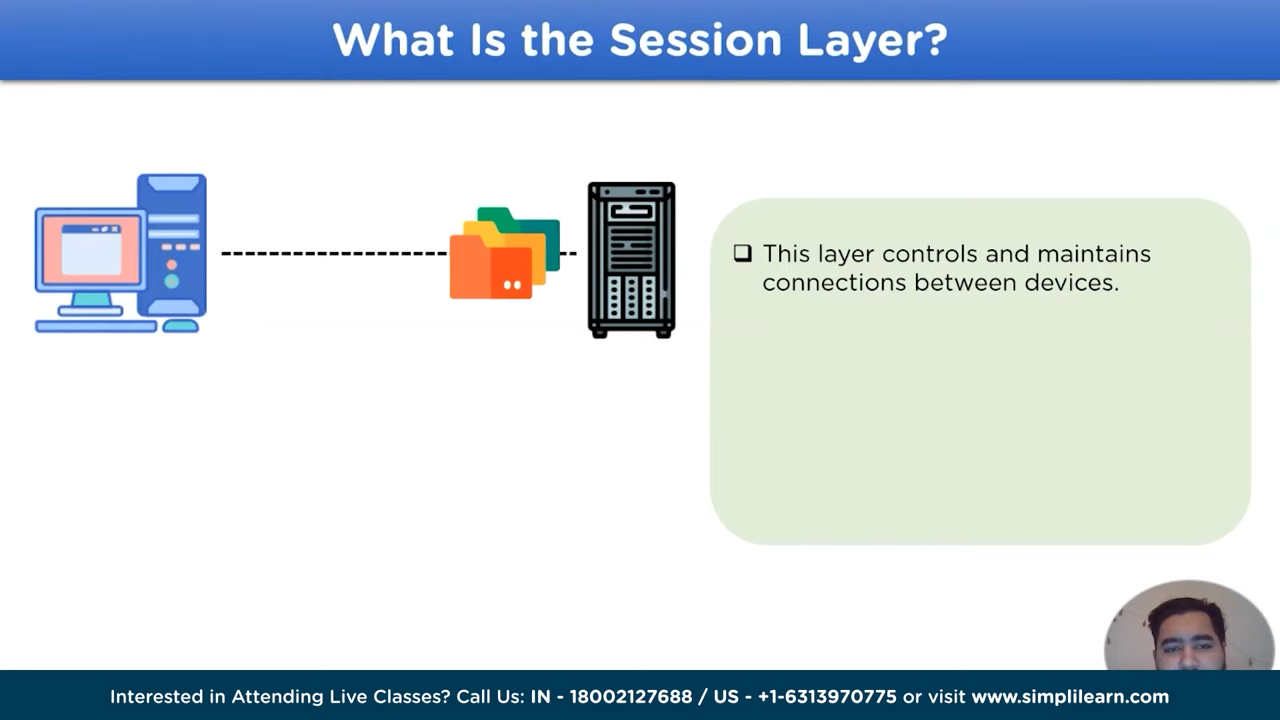 What Is the Session Layer?
❑ This layer controls and maintains
connections between devices.
Interested in Attending Live Classes? Call Us: IN - 18002127688 / US - +1-6313970775 or visit www.simplilearn.com